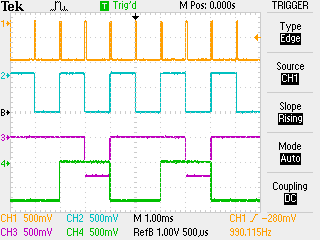 Tek T Trig'd M Pos: 0.000s TRIGGER
Type
Edge
Source
CH1
Slope
Rising
Mode
Auto
Coupling
DC
1
2
B
3
4
CH1 500mV CH2 500mV M 1.00ms CH1 -280mV
CH3 500mV CH4 500mV RefB 1.00V 500µs 990.115Hz